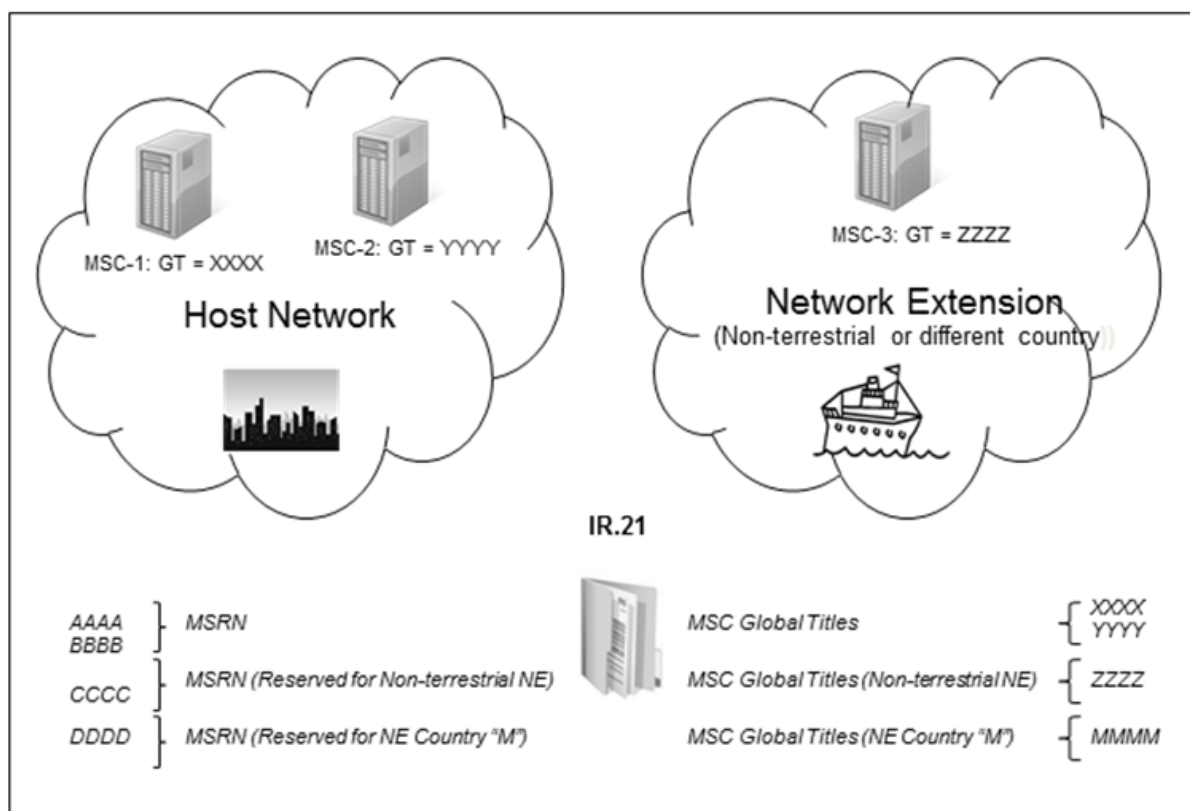 MSC-1: GT = XXXX
MSC-2: GT = YYYY
Host Network
MSC-3: GT = ZZZZ
Network Extension
(Non-terrestrial or different country))
IR.21
AAAA
BBBB
MSRN
CCCC
MSRN (Reserved for Non-terrestrial NE)
DDDD
MSRN (Reserved for NE Country "M")
MSC Global Titles
XXXX
YYYY
MSC Global Titles (Non-terrestrial NE)
ZZZZ
MSC Global Titles (NE Country "M")
MMMM